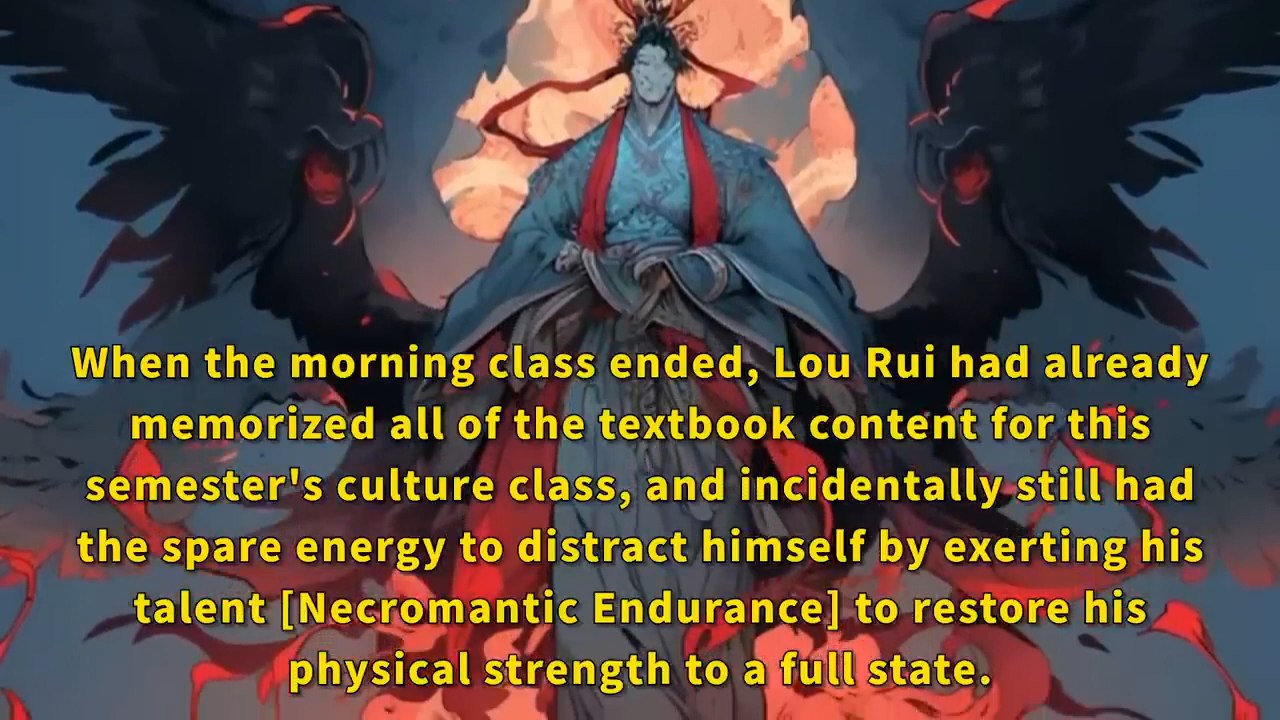 When the morning class ended, Lou Rui had already
memorized all of the textbook content for this
semester's culture class, and incidentally still had
the spare energy to distract himself by exerting his
talent [Necromantic Endurance] to restore his
physical strength to a full state.